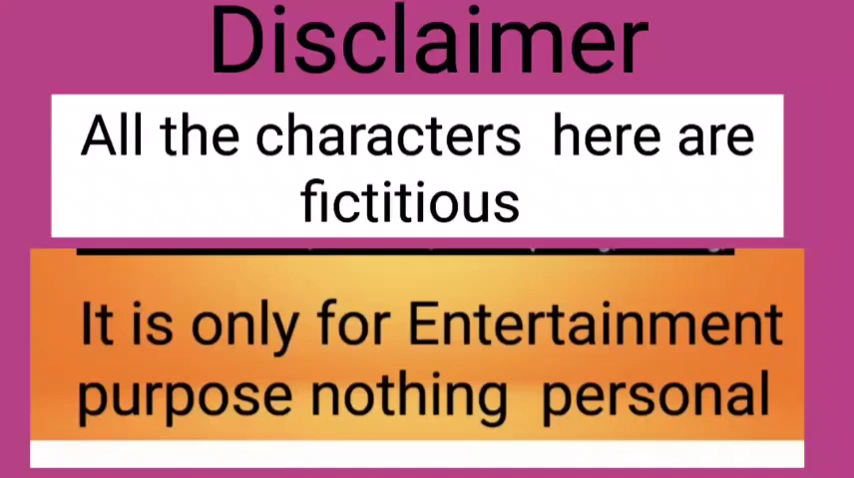 Disclaimer
All the characters here are
fictitious
It is only for Entertainment
purpose nothing personal